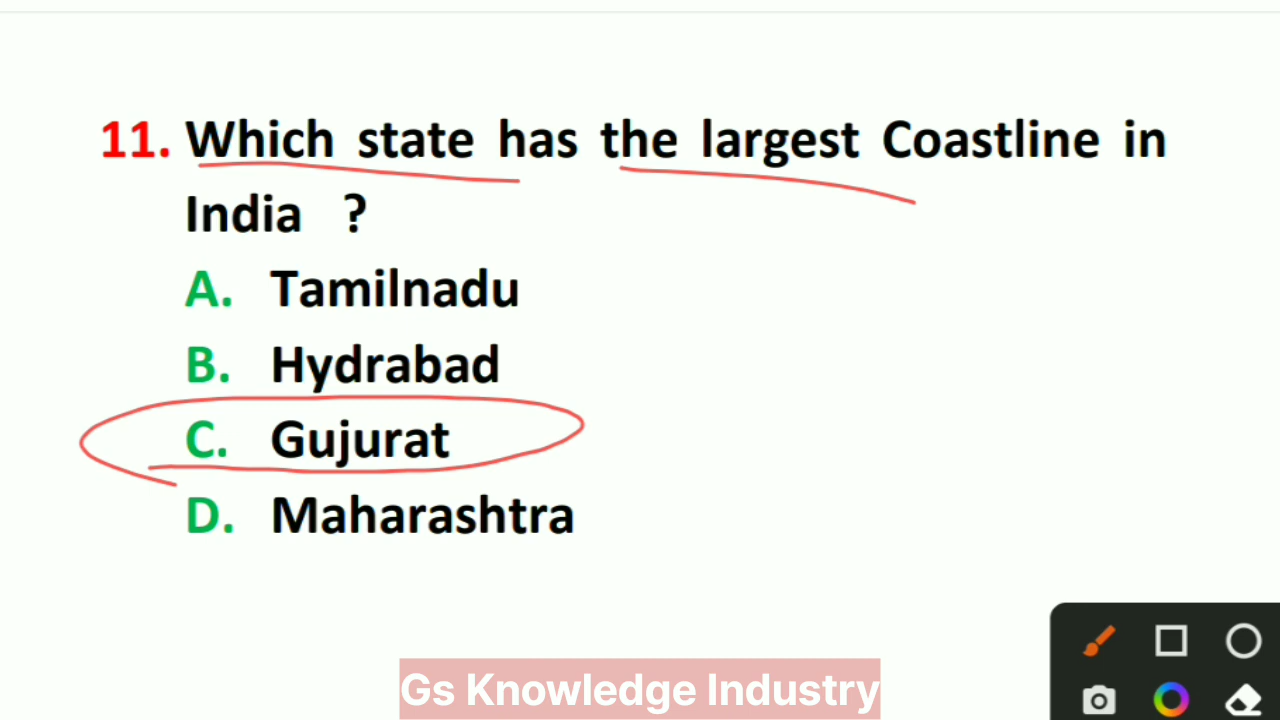 11. Which state has the largest Coastline in
India ?
A. Tamilnadu
B. Hydrabad
C. Gujurat
D. Maharashtra
Gs Knowledge Industry